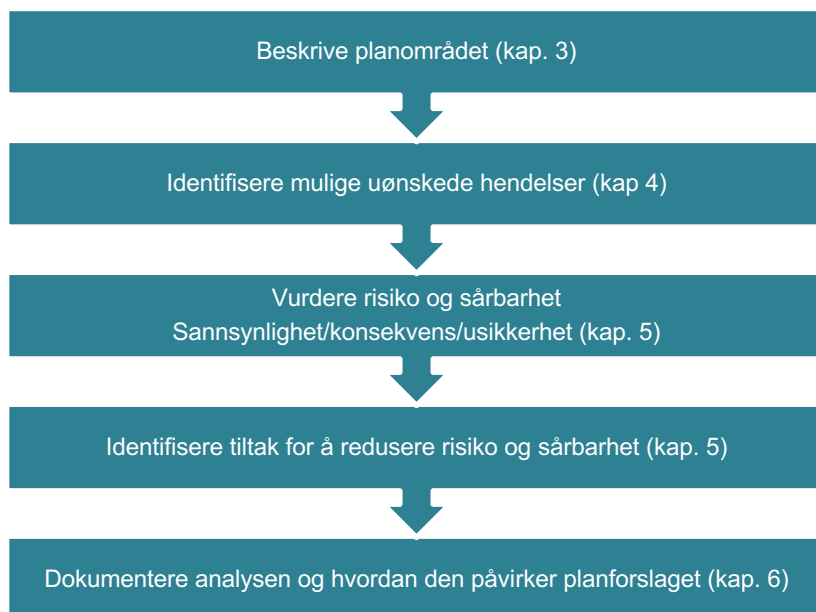 Beskrive planområdet (kap. 3)
Identifisere mulige uønskede hendelser (kap 4)
Vurdere risiko og sårbarhet
Sannsynlighet/konsekvens/usikkerhet (kap. 5)
Identifisere tiltak for å redusere risiko og sårbarhet (kap. 5)
Dokumentere analysen og hvordan den påvirker planforslaget (kap. 6)